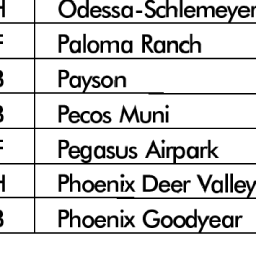 H Odessa-Schlemeyer
F Paloma Ranch
B Payson
B Pecos Muni
F Pegasus Airpark
H Phoenix Deer Valley
B Phoenix Goodyear